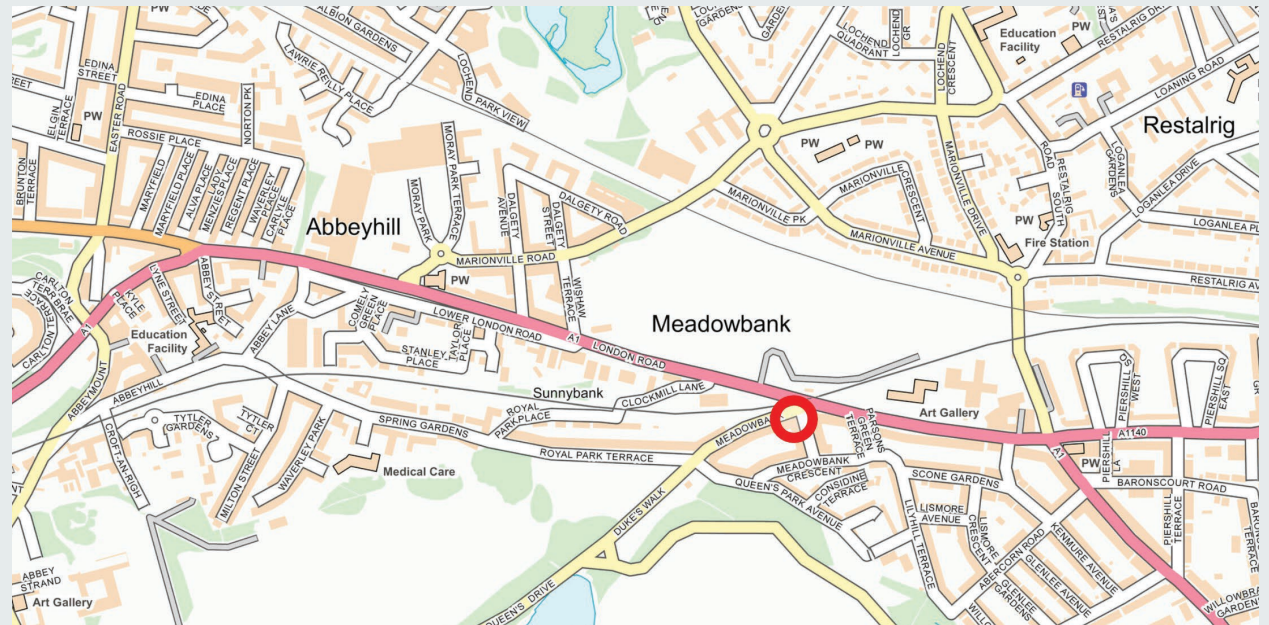 ALBION GARDENS
LAWRIE REILLY PLACE
LOCHEND
PARK VIEW
LOCHEND
QUADRANT
LOCHEND
GR
LOCHEND
CRESCENT
Education
Facility
PW
RESTALRIG
LOANING ROAD
Restalrig
EDINA
STREET
EDINA
PLACE
NORTON PK
ELGIN
TERRACE
PW
EASTER ROAD
ROSSIE PLACE
BRUNTON
TERRACE
MARYFIELD
MARYFIELD PLACE
ALVA PLACE
LADY
MENZIES PLACE
REGENT PLACE
WAVERLEY
PLACE
CARLYLE
PLACE
Abbeyhill
MORAY PARK
MORAY PARK TERRACE
DALGETY
AVENUE
DALGETY
STREET
DALGETY ROAD
MARIONVILLE ROAD
WISHAW
TERRACE
PW
PW
PW
MARIONVILLE
CRESCENT
MARIONVILLE PK
MARIONVILLE AVENUE
MARIONVILLE DRIVE
RESTALRIG
ROAD
SOUTH
LOGANLEA
GARDENS
LOGANLEA DRIVE
PW
Fire Station
RESTALRIG AV
CARLTON
TERR BRAE
CARLTON TERRACE
A1
KYLE
PLACE
LYNE STREET
ABBEY STREET
ABBEY LANE
Education
Facility
ABBEYMOUNT
ABBEYHILL
COMELY
GREEN
PLACE
STANLEY
PLACE
TAYLOR
PLACE
LOWER LONDON ROAD
A1
LONDON ROAD
Meadowbank
Sunnybank
CLOCKMILL LANE
ROYAL
PARK PLACE
SPRING GARDENS
ROYAL PARK TERRACE
MEADOWBANK
Art Gallery
PARSONS
GREEN
TERRACE
PIERSHILL SQ
WEST
PIERSHILL SQ
EAST
A1140
A1
PW
PIERSHILL
LA
BARONSCOURT ROAD
CROFT-AN-RIGH
TYTLER
GARDENS
TYTLER
CT
MILTON STREET
WAVERLEY PARK
Medical Care
MEADOWBANK
CRESCENT
CONSIDINE
TERRACE
QUEEN'S PARK AVENUE
DUKE'S WALK
QUEEN'S DRIVE
SCONE GARDENS
LILYHILL TERRACE
LISMORE
AVENUE
LISMORE
CRESCENT
ABERCORN ROAD
KENMURE AVENUE
GLENLEE AVENUE
GLENLEE
GARDENS
PIERSHILL
TERRACE
ABBEY
STRAND
Art Gallery